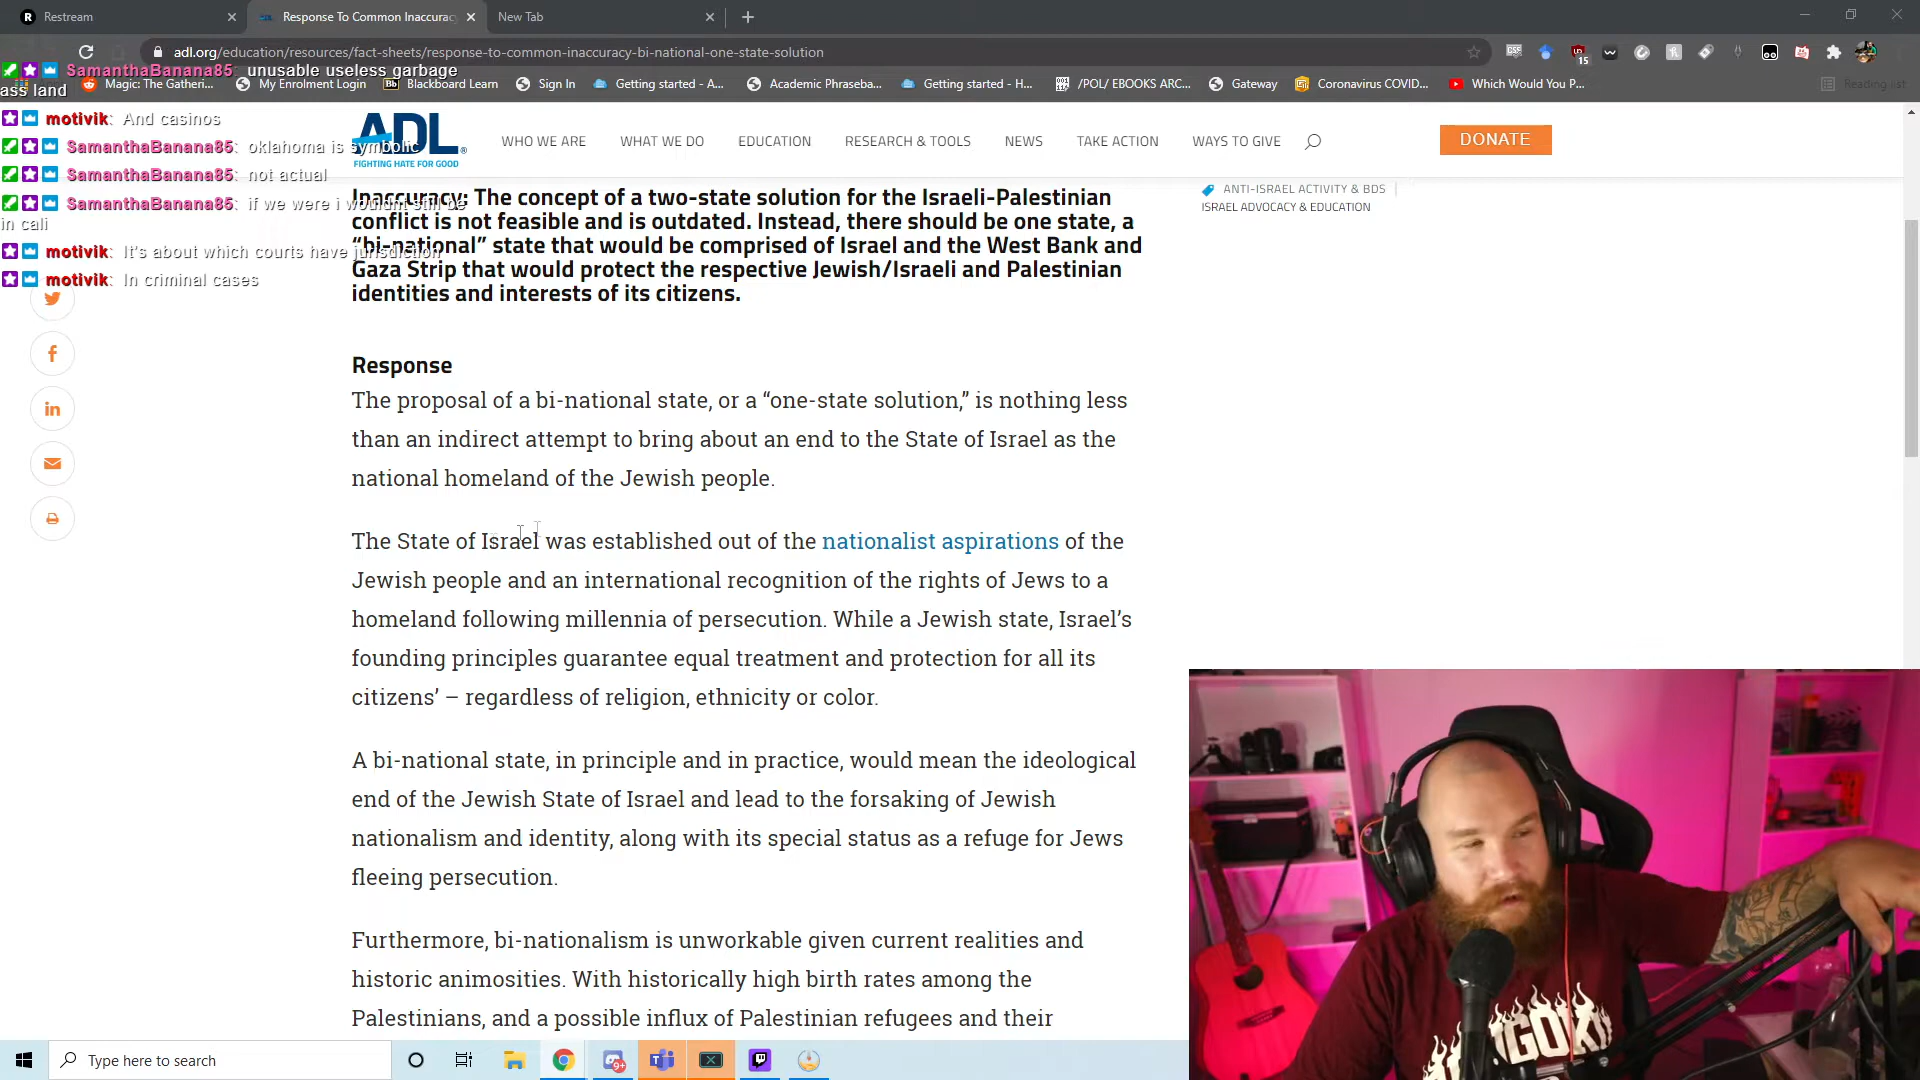 Restream
Response To Common Inaccuracy
New Tab
adl.org/education/resources/fact-sheets/response-to-common-inaccuracy-bi-national-one-state-solution
15
Magic: The Gatheri...
My Enrolment Login
Bb Blackboard Learn
Sign In
Getting started - A...
Academic Phraseba...
Getting started - H...
/POL/ EBOOKS ARC...
Gateway
Coronavirus COVID...
Which Would You P...
Reading list
SamanthaBanana85: unusable useless garbage
ass land
motivik: And casinos
SamanthaBanana85: oklahoma is symbolic
SamanthaBanana85: not actual
SamanthaBanana85: if we were i wouldnt still be
in cali
motivik: It's about which courts have jurisdiction
motivik: In criminal cases
ADL
FIGHTING HATE FOR GOOD
WHO WE ARE
WHAT WE DO
EDUCATION
RESEARCH & TOOLS
NEWS
TAKE ACTION
WAYS TO GIVE
DONATE
Inaccuracy: The concept of a two-state solution for the Israeli-Palestinian
conflict is not feasible and is outdated. Instead, there should be one state, a
“bi-national” state that would be comprised of Israel and the West Bank and
Gaza Strip that would protect the respective Jewish/Israeli and Palestinian
identities and interests of its citizens.
ANTI-ISRAEL ACTIVITY & BDS
ISRAEL ADVOCACY & EDUCATION
Response
The proposal of a bi-national state, or a “one-state solution,” is nothing less
than an indirect attempt to bring about an end to the State of Israel as the
national homeland of the Jewish people.
The State of Israel was established out of the nationalist aspirations of the
Jewish people and an international recognition of the rights of Jews to a
homeland following millennia of persecution. While a Jewish state, Israel’s
founding principles guarantee equal treatment and protection for all its
citizens’ – regardless of religion, ethnicity or color.
A bi-national state, in principle and in practice, would mean the ideological
end of the Jewish State of Israel and lead to the forsaking of Jewish
nationalism and identity, along with its special status as a refuge for Jews
fleeing persecution.
Furthermore, bi-nationalism is unworkable given current realities and
historic animosities. With historically high birth rates among the
Palestinians, and a possible influx of Palestinian refugees and their
Type here to search
9+